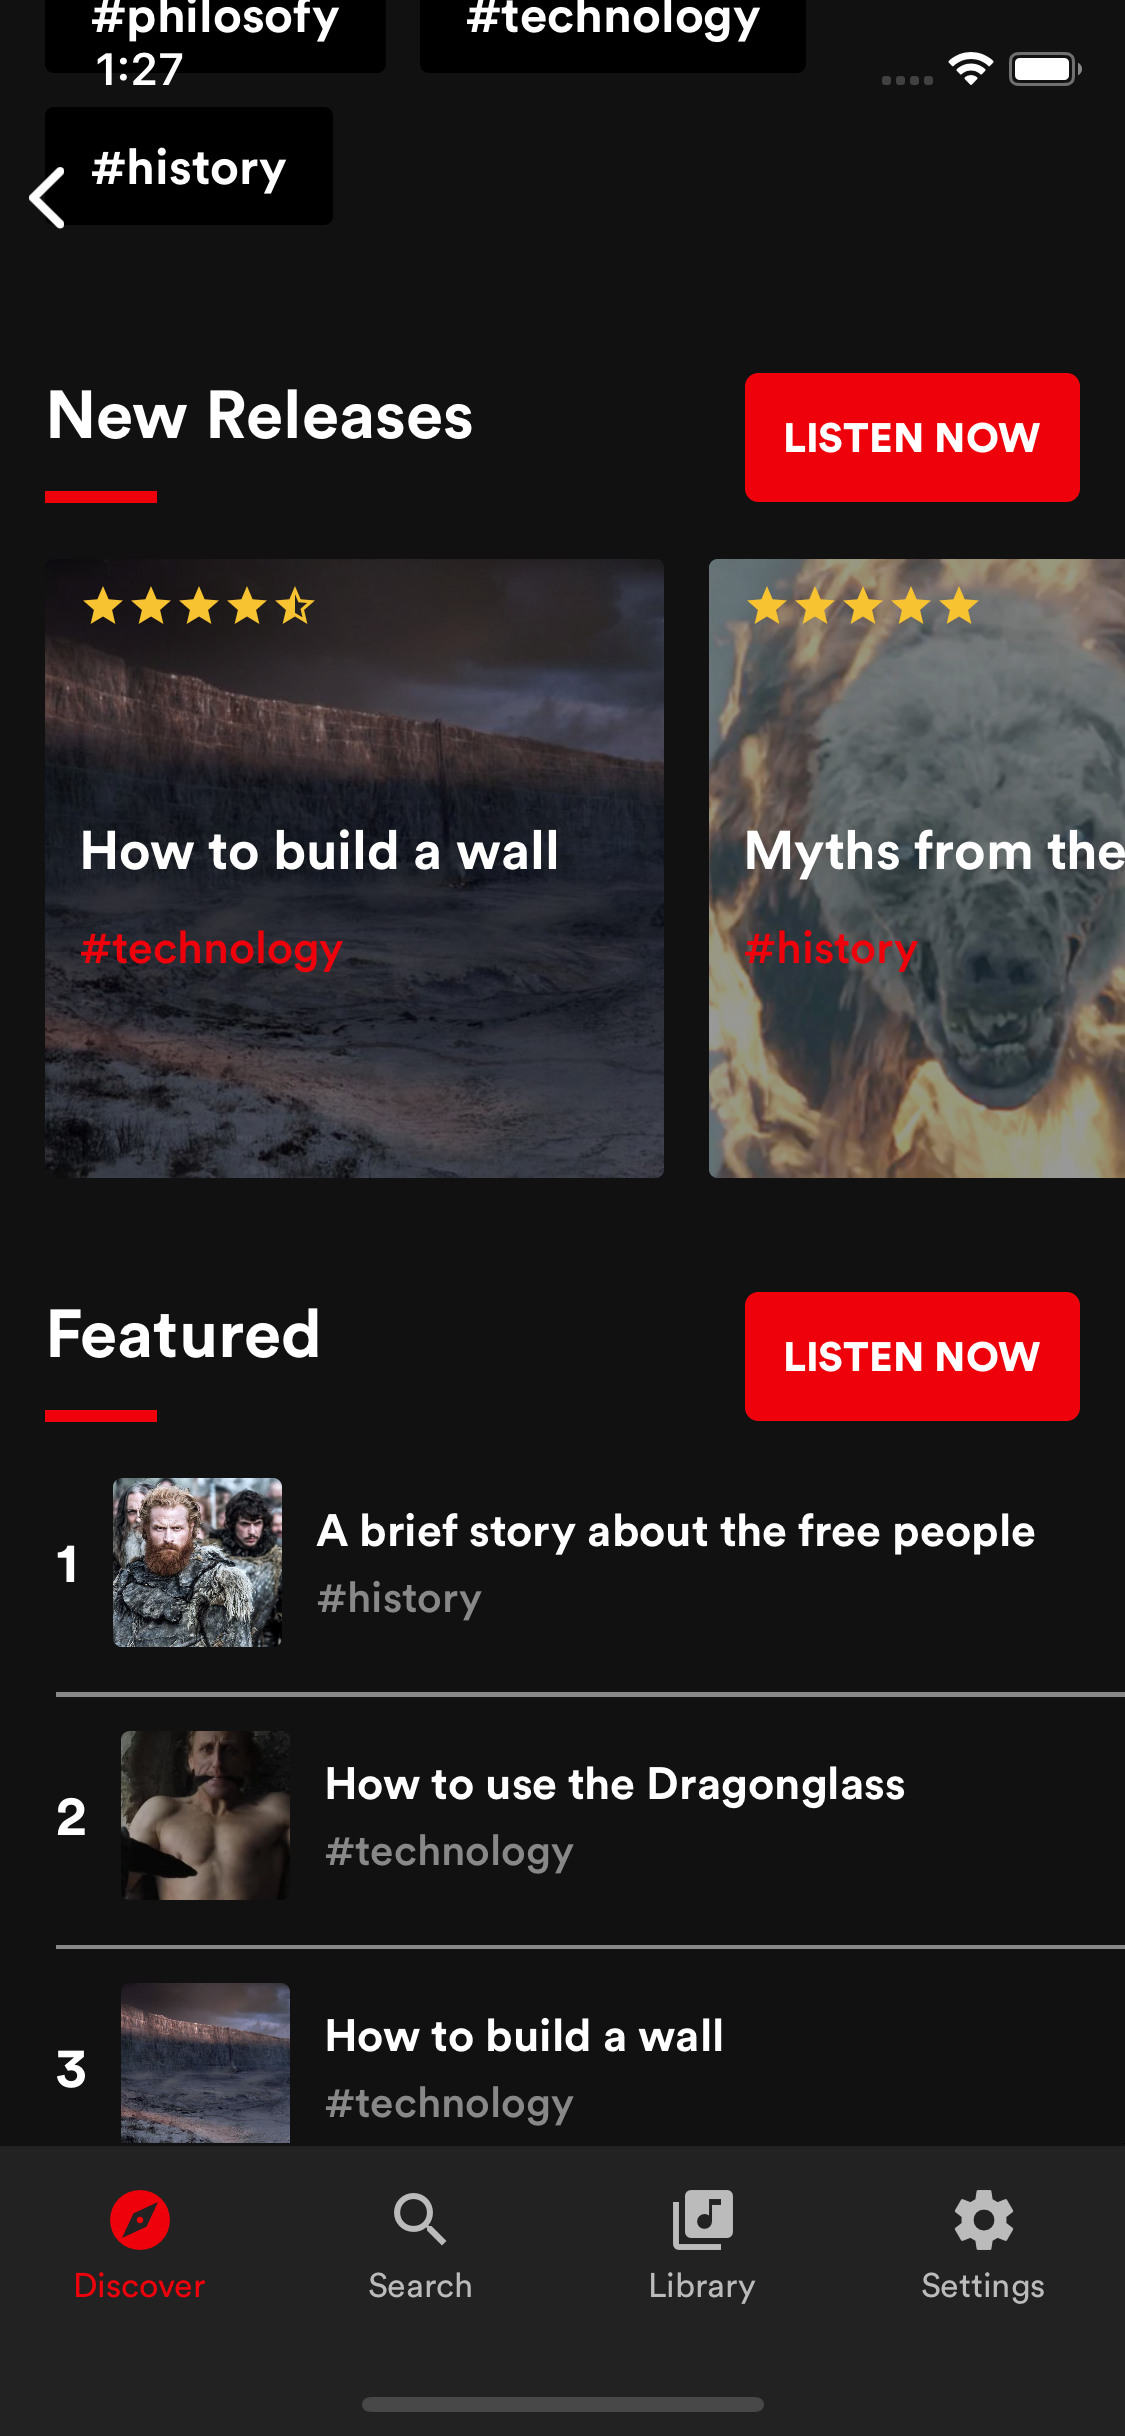 #philosofy #technology
1:27
#history
New Releases
LISTEN NOW
How to build a wall
#technology
Myths from the
#history
Featured
LISTEN NOW
1
A brief story about the free people
#history
2
How to use the Dragonglass
#technology
3
How to build a wall
#technology
Discover Search Library Settings